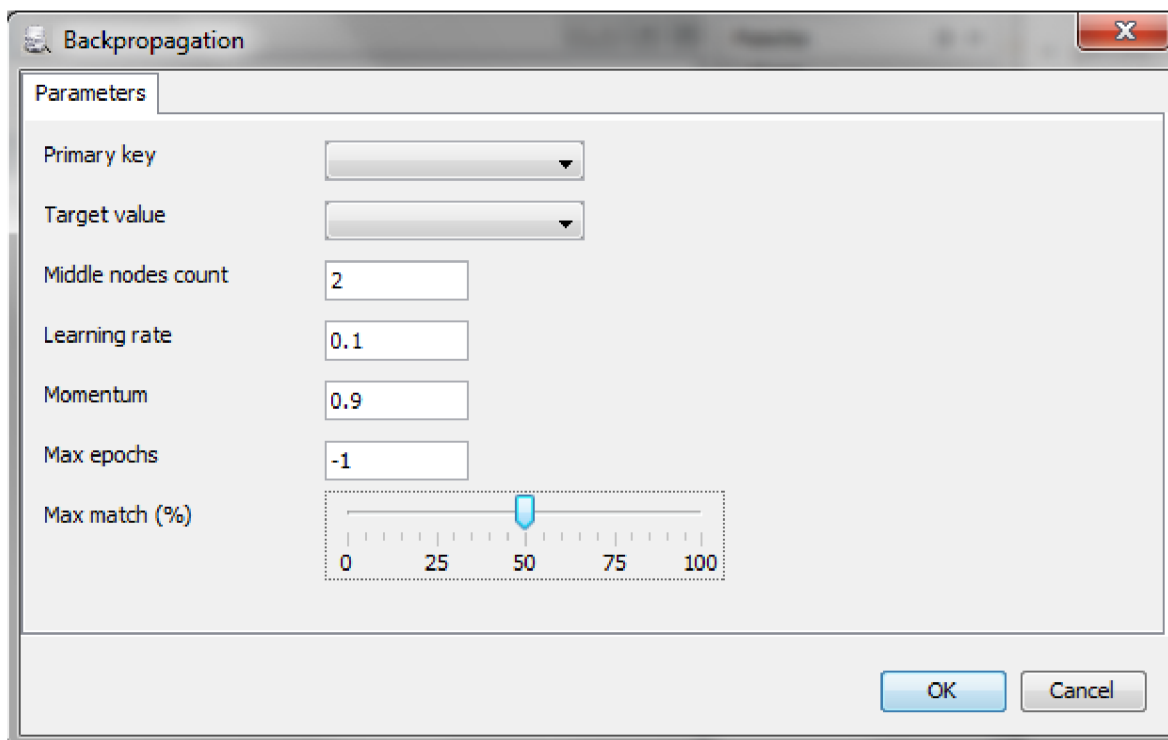 Backpropagation
Parameters
Primary key
Target value
Middle nodes count 2
Learning rate 0.1
Momentum 0.9
Max epochs -1
Max match (%)
0 25 50 75 100
OK Cancel